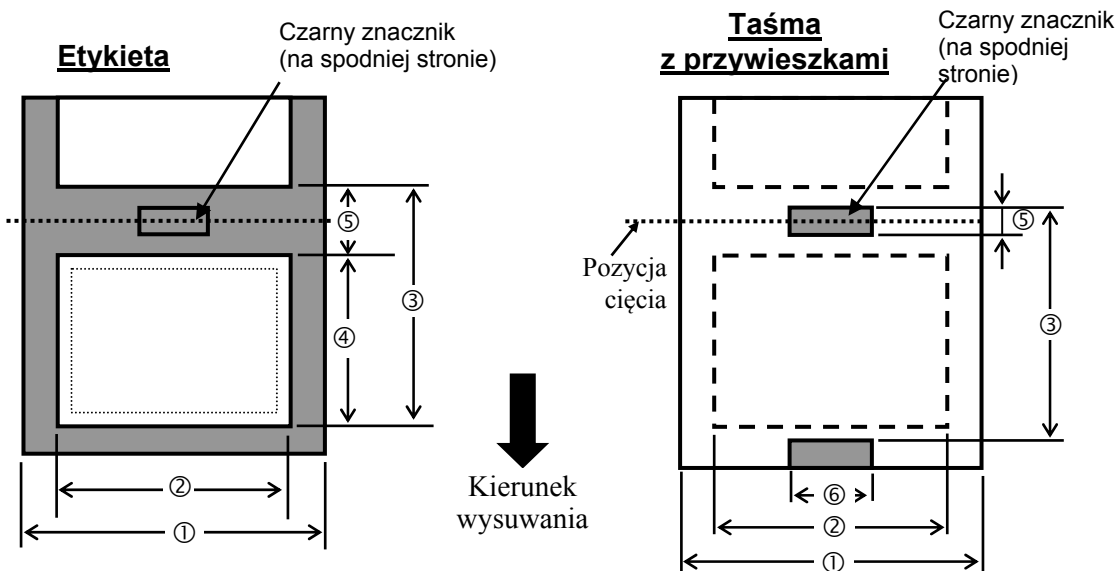 Etykieta
Czarny znacznik
(na spodniej stronie)
⑤
③
④
②
①
Kierunek
wysuwania
Taśma
z przywieszkami
Czarny znacznik
(na spodniej
stronie)
Pozycja
cięcia
⑤
③
⑥
②
①